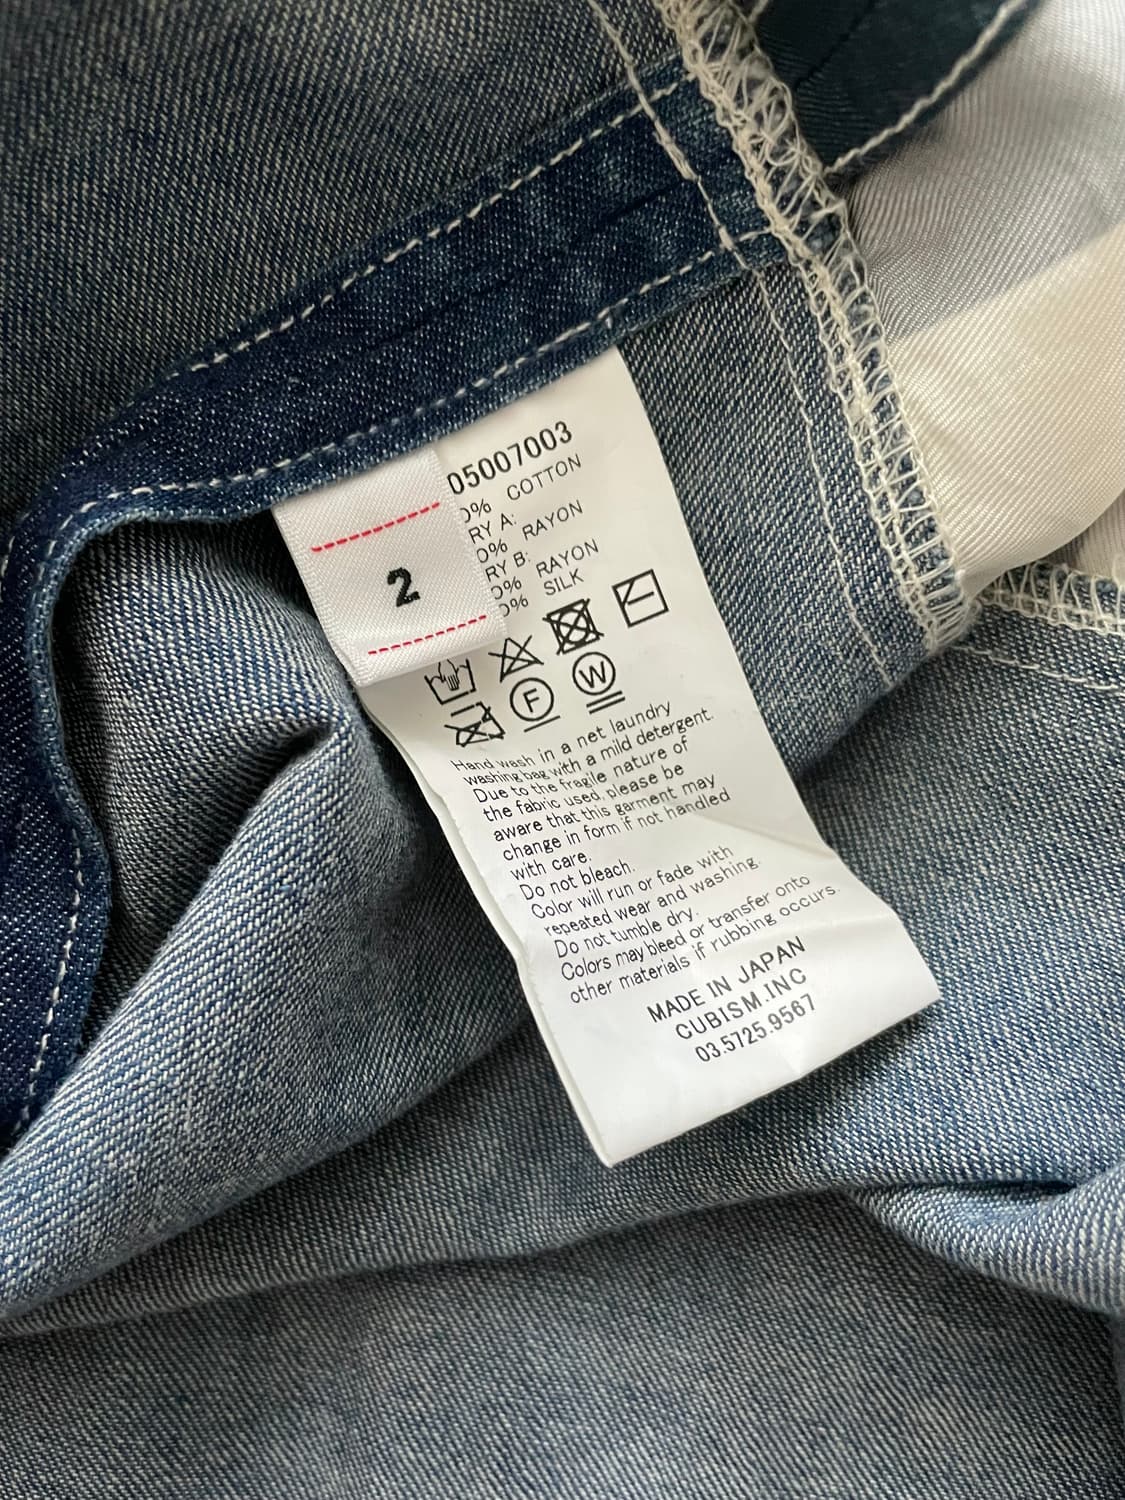 2
05007003
0% COTTON
RY A:
0% RAYON
RY B:
0% RAYON
0% SILK
F
W
Hand wash in a net laundry
washing bag with a mild detergent.
Due to the fragile nature of
the fabric used, please be
aware that this garment may
change in form if not handled
with care.
Do not bleach.
Color will run or fade with
repeated wear and washing.
Do not tumble dry.
Colors may bleed or transfer onto
other materials if rubbing occurs.
MADE IN JAPAN
CUBISM.INC
03.5725.9567